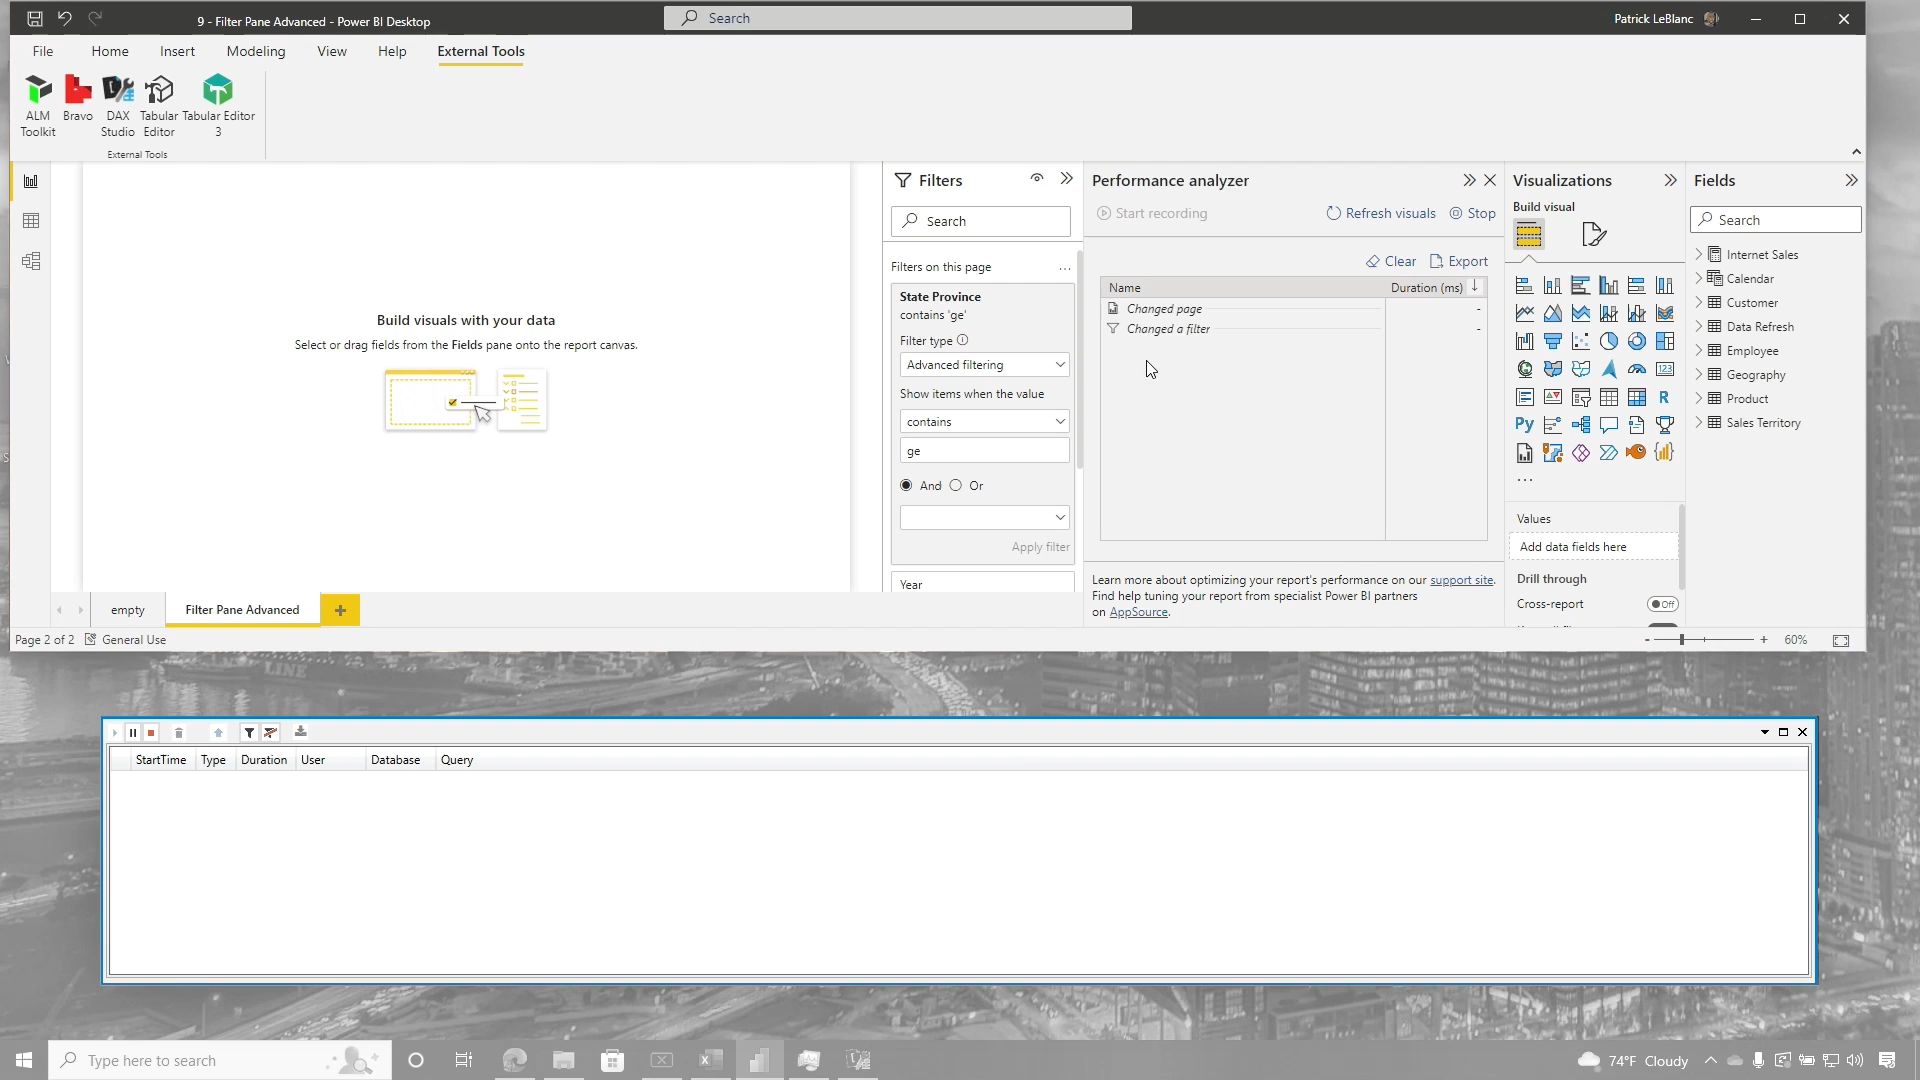 9 - Filter Pane Advanced - Power BI Desktop
Search
Patrick LeBlanc
File
Home
Insert
Modeling
View
Help
External Tools
ALM
Toolkit
Bravo
DAX
Studio
Tabular
Editor
Tabular Editor
3
External Tools
Build visuals with your data
Select or drag fields from the Fields pane onto the report canvas.
Filters
Search
Filters on this page
...
State Province
contains 'ge'
Filter type
Advanced filtering
Show items when the value
contains
ge
And
Or
Apply filter
Year
Performance analyzer
Start recording
Refresh visuals
Stop
Clear
Export
Name
Duration (ms)
Changed page
-
Changed a filter
-
Learn more about optimizing your report's performance on our support site.
Find help tuning your report from specialist Power BI partners
on AppSource.
Visualizations
Build visual
123
R
Py
...
Values
Add data fields here
Drill through
Cross-report
Off
Fields
Search
Internet Sales
Calendar
Customer
Data Refresh
Employee
Geography
Product
Sales Territory
empty
Filter Pane Advanced
+
Page 2 of 2
General Use
-
+
60%
LINE
StartTime
Type
Duration
User
Database
Query
Type here to search
74°F Cloudy